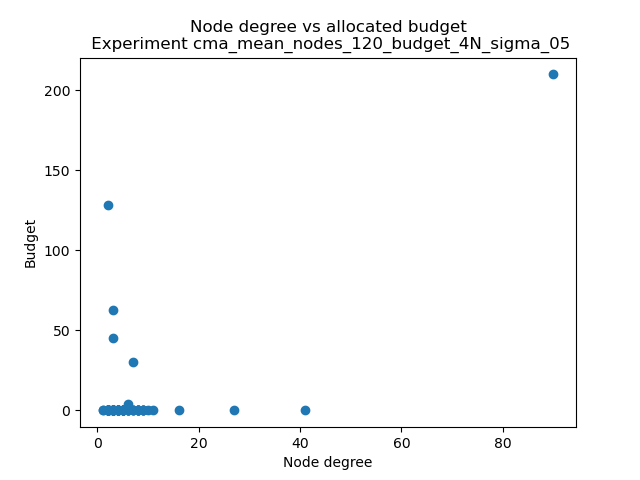 Node degree vs allocated budget
Experiment cma_mean_nodes_120_budget_4N_sigma_05
200
150
100
50
0
Budget
0 20 40 60 80
Node degree